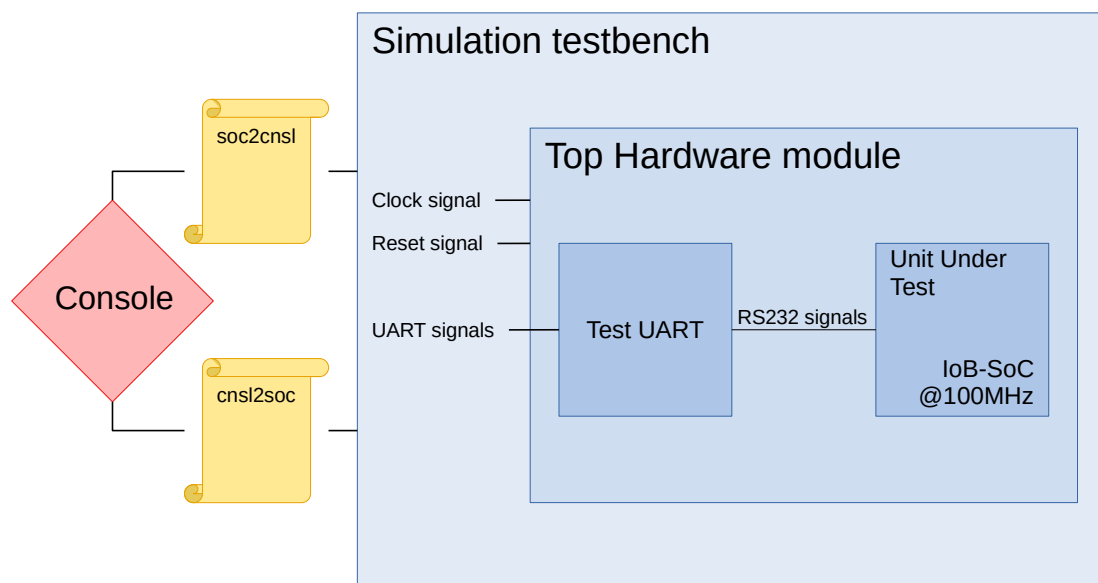 Simulation testbench
soc2cnsl
Top Hardware module
Clock signal
Reset signal
Unit Under
Test
Console
UART signals
Test UART
RS232 signals
IoB-SoC
@100MHz
cnsl2soc